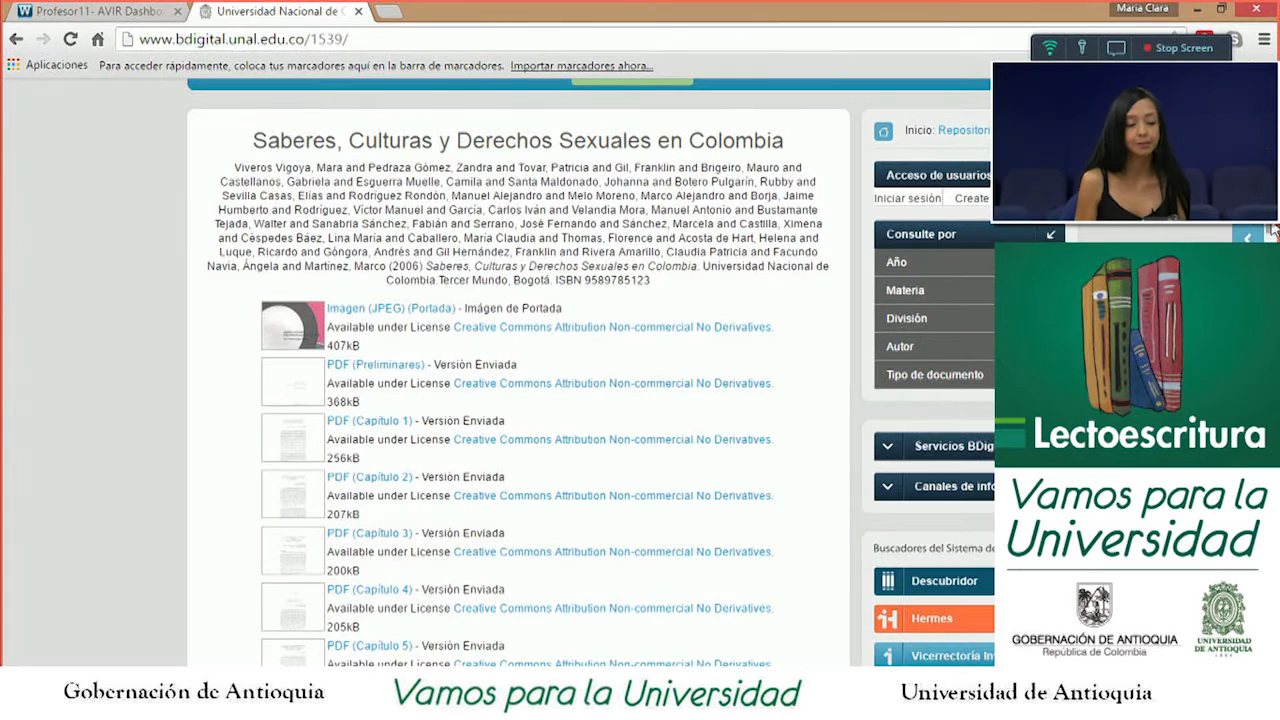 Profesor11- AVIR Dashbo
Universidad Nacional de C
Maria Clara
www.bdigital.unal.edu.co/1539/
Stop Screen
Aplicaciones
Para acceder rápidamente, coloca tus marcadores aquí en la barra de marcadores.
Importar marcadores ahora...
Saberes, Culturas y Derechos Sexuales en Colombia
Viveros Vigoya, Mara and Pedraza Gómez, Zandra and Tovar, Patricia and Gil, Franklin and Brigeiro, Mauro and
Castellanos, Gabriela and Esguerra Muelle, Camila and Santa Maldonado, Johanna and Botero Pulgarín, Rubby and
Sevilla Casas, Elías and Rodríguez Rondón, Manuel Alejandro and Melo Moreno, Marco Alejandro and Borja, Jaime
Humberto and Rodríguez, Víctor Manuel and García, Carlos Iván and Velandia Mora, Manuel Antonio and Bustamante
Tejada, Walter and Sanabria Sánchez, Fabián and Serrano, José Fernando and Sánchez, Marcela and Castilla, Ximena
and Céspedes Báez, Lina María and Caballero, María Claudia and Thomas, Florence and Acosta de Hart, Helena and
Luque, Ricardo and Góngora, Andrés and Gil Hernández, Franklin and Rivera Amarillo, Claudia Patricia and Facundo
Navia, Ángela and Martínez, Marco (2006) Saberes, Culturas y Derechos Sexuales en Colombia. Universidad Nacional de
Colombia.Tercer Mundo, Bogotá. ISBN 9589785123
Imagen (JPEG) (Portada) - Imágen de Portada
Available under License Creative Commons Attribution Non-commercial No Derivatives.
407kB
PDF (Preliminares) - Versión Enviada
Available under License Creative Commons Attribution Non-commercial No Derivatives.
368kB
PDF (Capítulo 1) - Versión Enviada
Available under License Creative Commons Attribution Non-commercial No Derivatives.
256kB
PDF (Capítulo 2) - Versión Enviada
Available under License Creative Commons Attribution Non-commercial No Derivatives.
207kB
PDF (Capítulo 3) - Versión Enviada
Available under License Creative Commons Attribution Non-commercial No Derivatives.
200kB
PDF (Capítulo 4) - Versión Enviada
Available under License Creative Commons Attribution Non-commercial No Derivatives.
205kB
PDF (Capítulo 5) - Versión Enviada
Available under License Creative Commons Attribution Non-commercial No Derivatives.
Inicio: Repositori
Acceso de usuarios
Iniciar sesión
Create
Consulte por
Año
Materia
División
Autor
Tipo de documento
Servicios BDig
Canales de info
Buscadores del Sistema de
Descubridor
Hermes
Vicerrectoría In
Lectoescritura
Vamos para la
Universidad
GOBERNACIÓN DE ANTIOQUIA
República de Colombia
UNIVERSIDAD
DE ANTIOQUIA
Gobernación de Antioquia
Vamos para la Universidad
Universidad de Antioquia